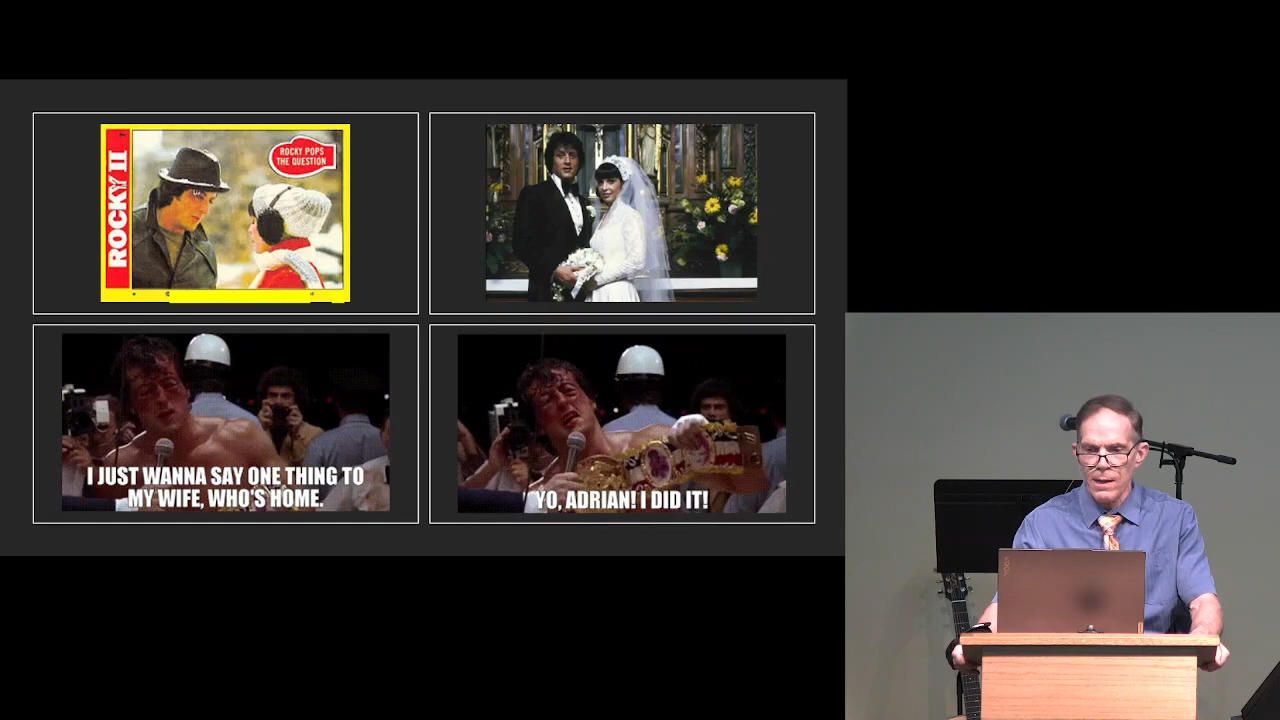 ROCKY II
ROCKY POPS
THE QUESTION
I JUST WANNA SAY ONE THING TO
MY WIFE, WHO'S HOME.
YO, ADRIAN! I DID IT!
YOGA